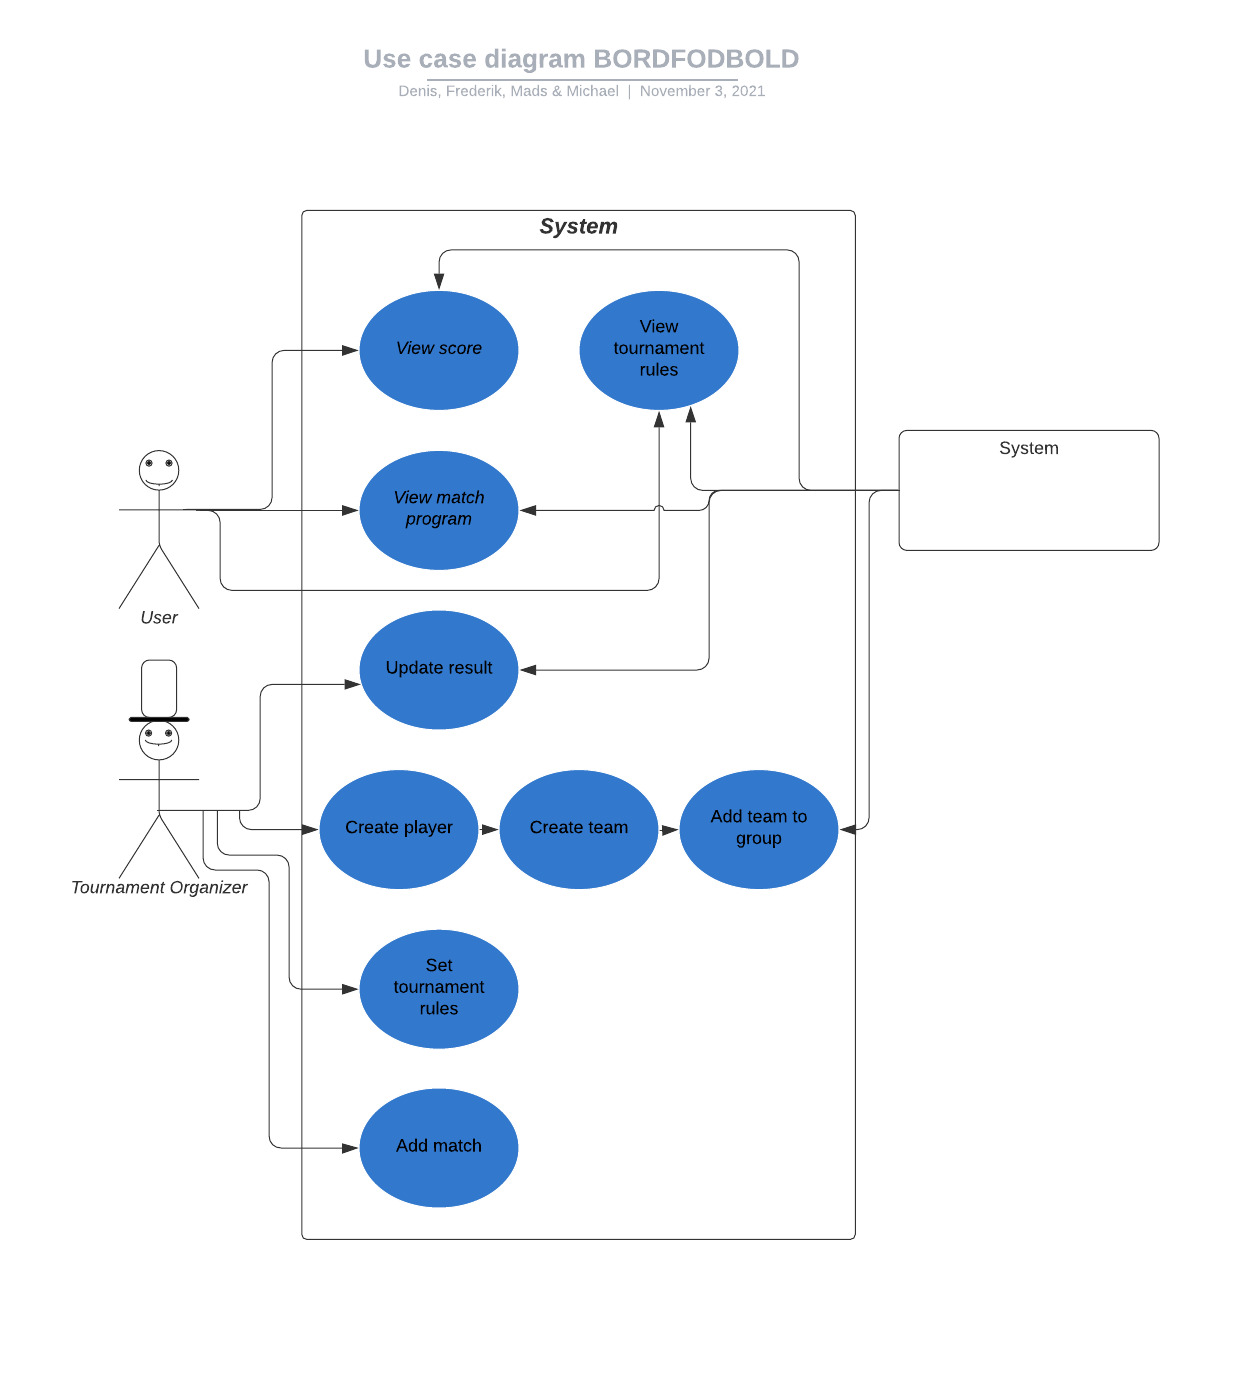 Use case diagram BORDFODBOLD
Denis, Frederik, Mads & Michael | November 3, 2021
System
View score
View
tournament
rules
System
View match
program
User
Update result
Create player
Create team
Add team to
group
Tournament Organizer
Set
tournament
rules
Add match